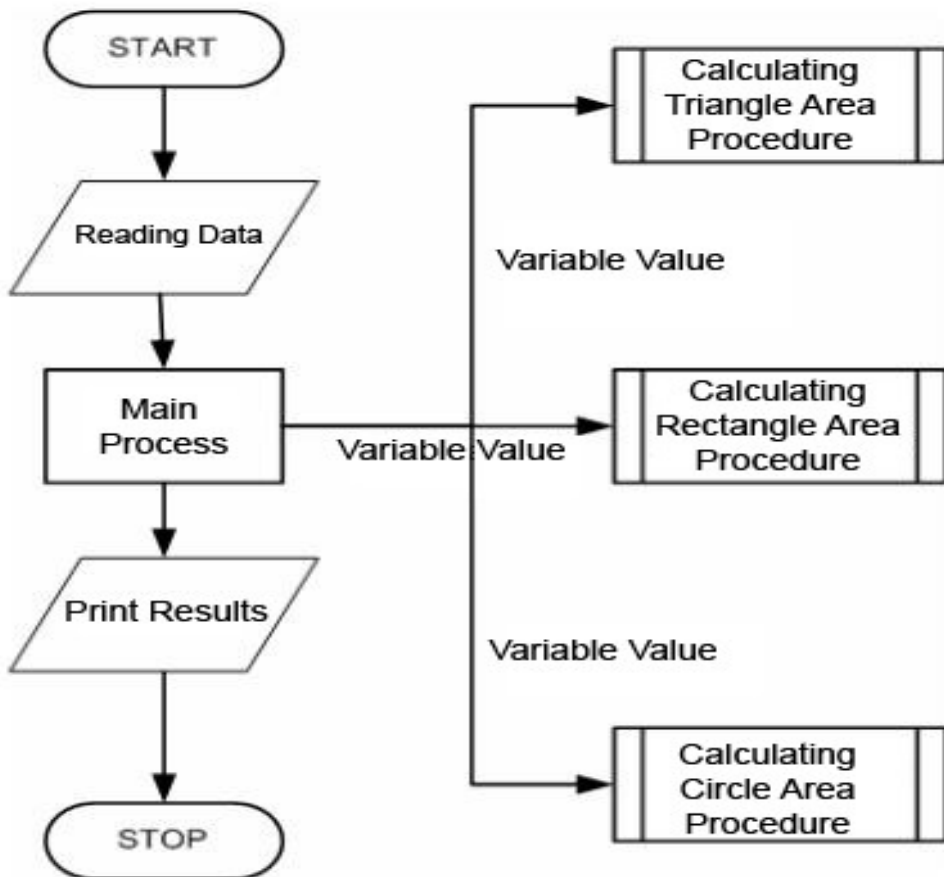 START
Reading Data
Main
Process
Print Results
STOP
Calculating
Triangle Area
Procedure
Variable Value
Calculating
Rectangle Area
Procedure
Variable Value
Variable Value
Calculating
Circle Area
Procedure